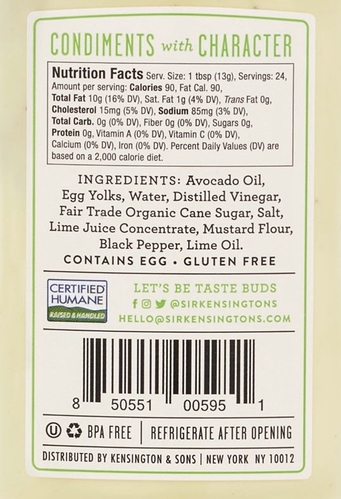 CONDIMENTS with CHARACTER
Nutrition Facts Serv. Size: 1 tbsp (13g), Servings: 24,
Amount per serving: Calories 90, Fat Cal. 90,
Total Fat 10g (16% DV), Sat. Fat 1g (4% DV), Trans Fat 0g,
Cholesterol 15mg (5% DV), Sodium 85mg (3% DV),
Total Carb. 0g (0% DV), Fiber 0g (0% DV), Sugars 0g,
Protein 0g, Vitamin A (0% DV), Vitamin C (0% DV),
Calcium (0% DV), Iron (0% DV). Percent Daily Values (DV) are
based on a 2,000 calorie diet.
INGREDIENTS: Avocado Oil,
Egg Yolks, Water, Distilled Vinegar,
Fair Trade Organic Cane Sugar, Salt,
Lime Juice Concentrate, Mustard Flour,
Black Pepper, Lime Oil.
CONTAINS EGG • GLUTEN FREE
CERTIFIED
HUMANE
RAISED & HANDLED
LET'S BE TASTE BUDS
@SIRKENSINGTONS
HELLO@SIRKENSINGTONS.COM
8 50551 00595 1
U BPA FREE | REFRIGERATE AFTER OPENING
DISTRIBUTED BY KENSINGTON & SONS | NEW YORK NY 10012